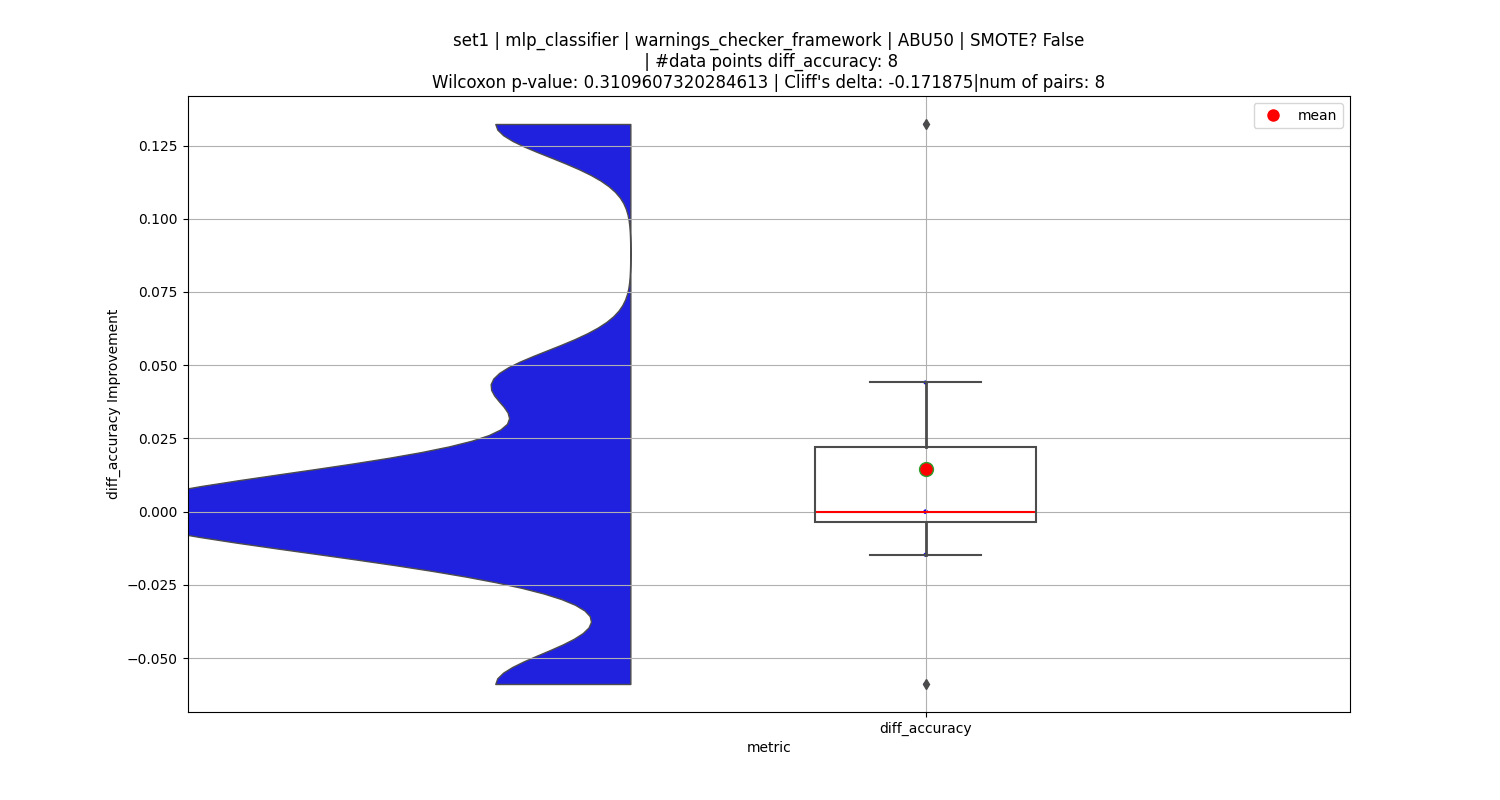 set1 | mlp_classifier | warnings_checker_framework | ABU50 | SMOTE? False
| #data points diff_accuracy: 8
Wilcoxon p-value: 0.3109607320284613 | Cliff's delta: -0.171875|num of pairs: 8
mean
0.125
0.100
0.075
0.050
0.025
0.000
−0.025
−0.050
diff_accuracy Improvement
diff_accuracy
metric